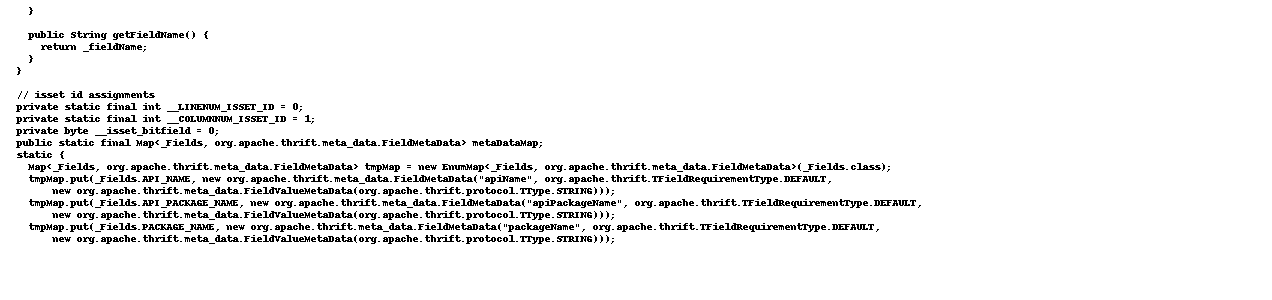 }
public String getFieldName() {
return _fieldName;
}
}
// isset id assignments
private static final int __LINENUM_ISSET_ID = 0;
private static final int __COLUMNNUM_ISSET_ID = 1;
private byte __isset_bitfield = 0;
public static final Map<_Fields, org.apache.thrift.meta_data.FieldMetaData> metaDataMap;
static {
Map<_Fields, org.apache.thrift.meta_data.FieldMetaData> tmpMap = new EnumMap<_Fields, org.apache.thrift.meta_data.FieldMetaData>(_Fields.class);
tmpMap.put(_Fields.API_NAME, new org.apache.thrift.meta_data.FieldMetaData("apiName", org.apache.thrift.TFieldRequirementType.DEFAULT,
new org.apache.thrift.meta_data.FieldValueMetaData(org.apache.thrift.protocol.TType.STRING)));
tmpMap.put(_Fields.API_PACKAGE_NAME, new org.apache.thrift.meta_data.FieldMetaData("apiPackageName", org.apache.thrift.TFieldRequirementType.DEFAULT,
new org.apache.thrift.meta_data.FieldValueMetaData(org.apache.thrift.protocol.TType.STRING)));
tmpMap.put(_Fields.PACKAGE_NAME, new org.apache.thrift.meta_data.FieldMetaData("packageName", org.apache.thrift.TFieldRequirementType.DEFAULT,
new org.apache.thrift.meta_data.FieldValueMetaData(org.apache.thrift.protocol.TType.STRING)));